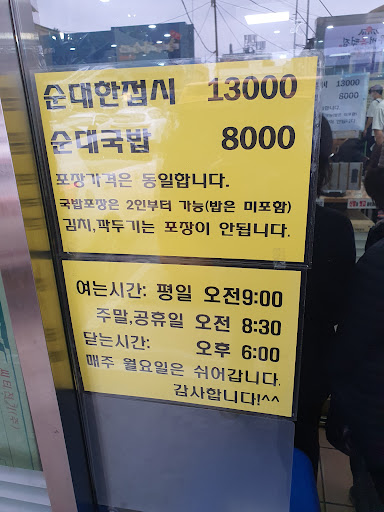 순대한접시 13000
순대국밥 8000
포장가격은 동일합니다.
국밥포장은 2인부터 가능(밥은 미포함)
김치,깍두기는 포장이 안됩니다.
여는시간: 평일 오전9:00
주말,공휴일 오전 8:30
닫는시간: 오후 6:00
매주 월요일은 쉬어갑니다.
감사합니다!^^
13000
8000